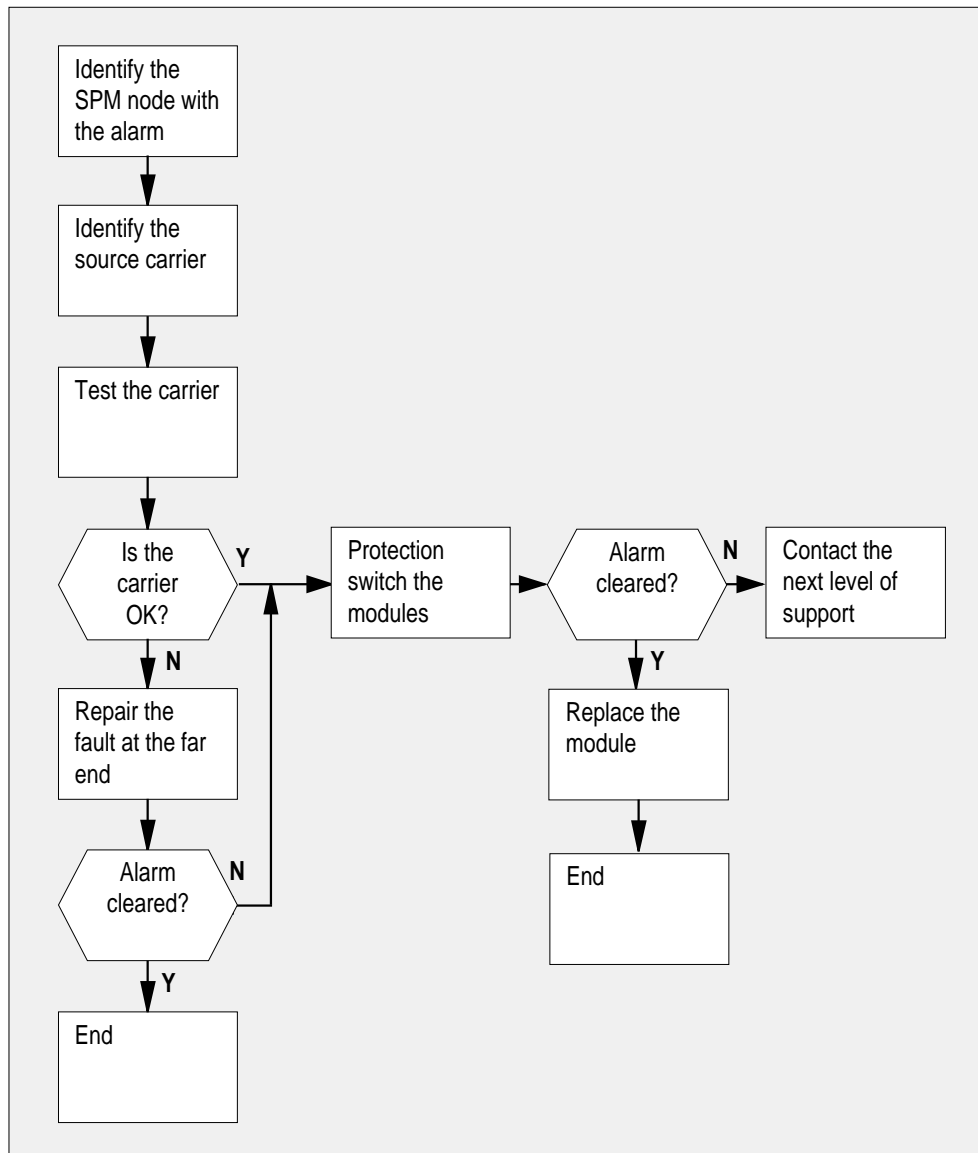 Identify the
SPM node with
the alarm
Identify the
source carrier
Test the carrier
Is the
carrier
OK?
Y
N
Protection
switch the
modules
Alarm
cleared?
N
Y
Contact the
next level of
support
Repair the
fault at the far
end
Replace the
module
Alarm
cleared?
N
Y
End
End